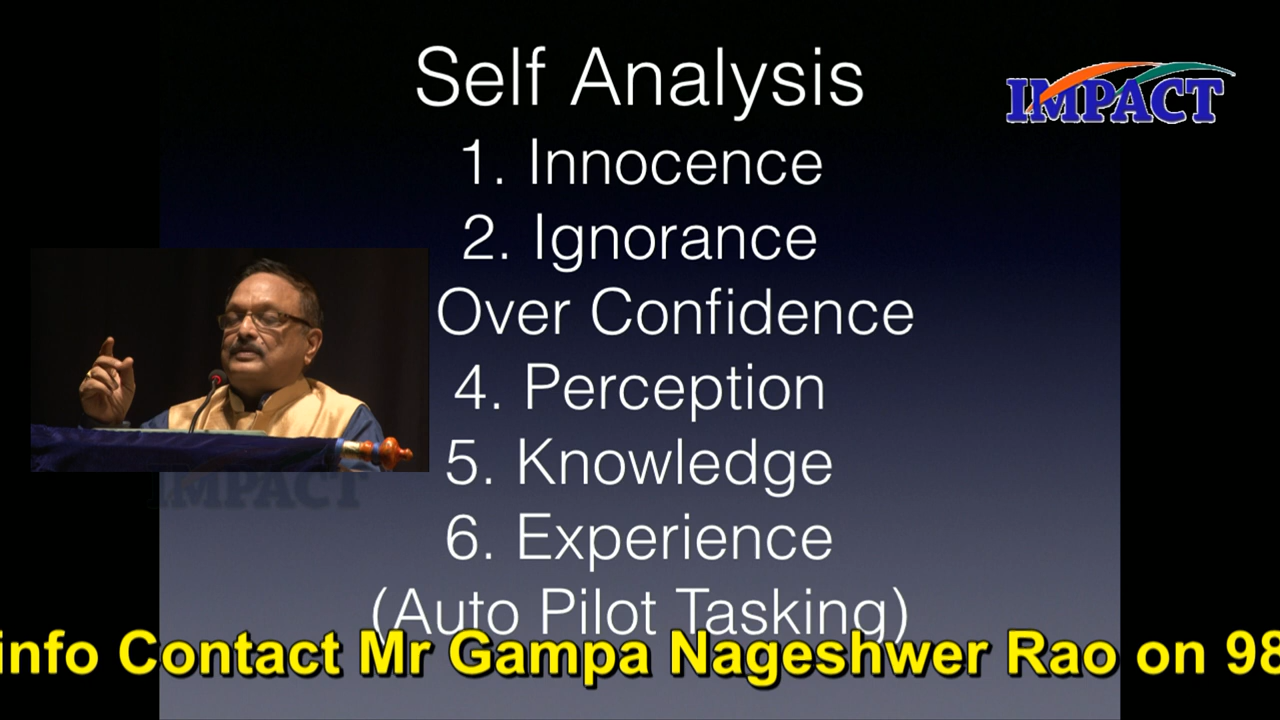 Self Analysis
IMPACT
1. Innocence
2. Ignorance
Over Confidence
4. Perception
5. Knowledge
IMPACT
6. Experience
(Auto Pilot Tasking)
info Contact Mr Gampa Nageshwer Rao on 98